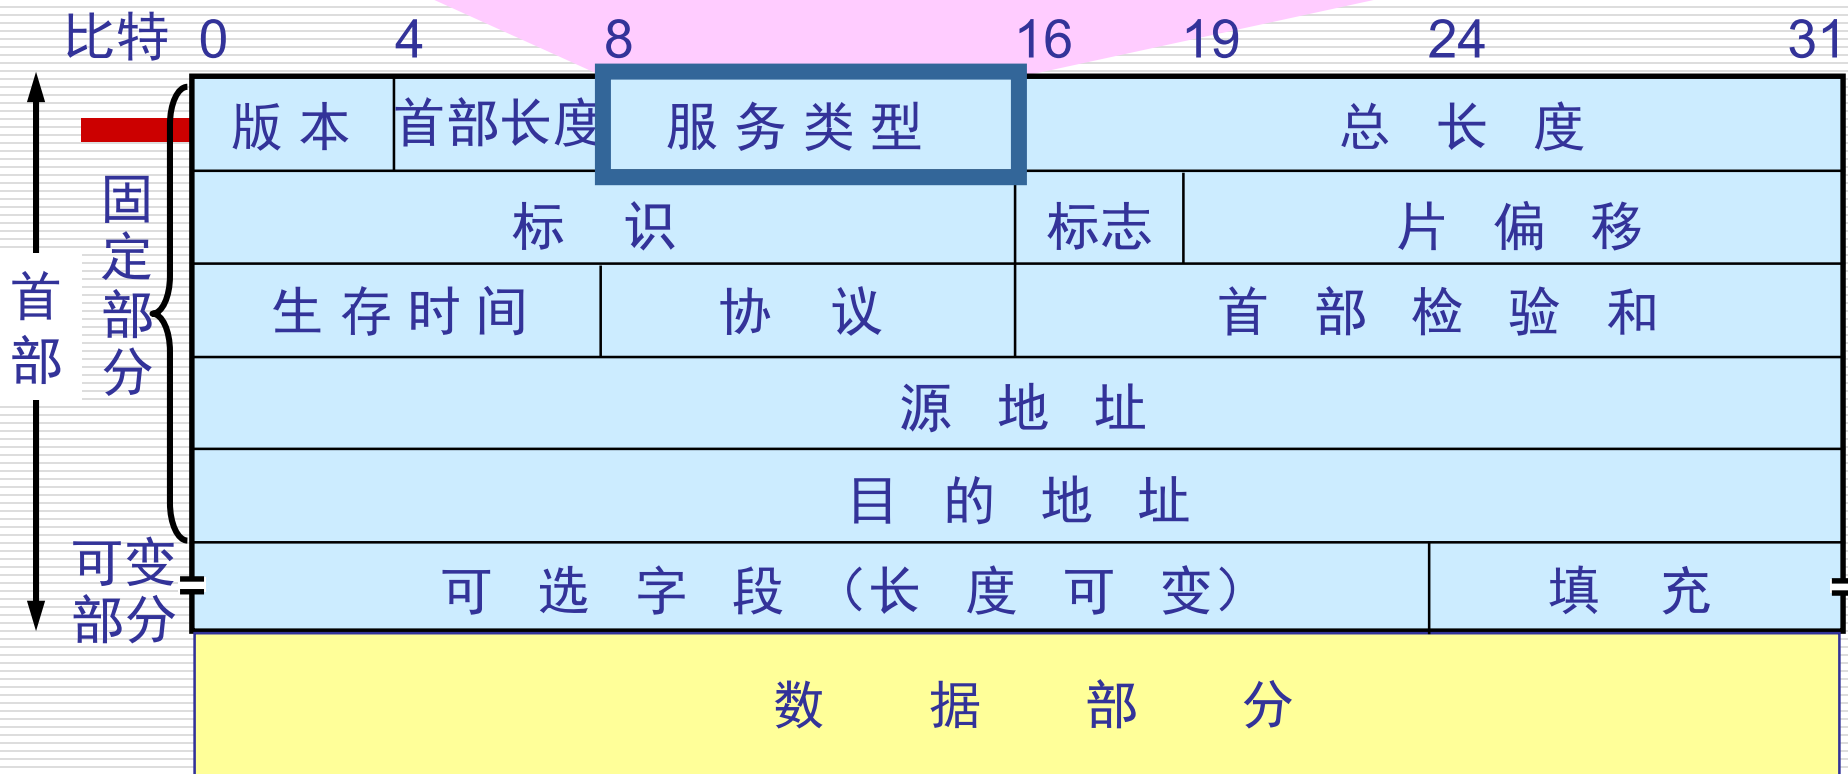 比特 0 4 8 16 19 24 31
版本 首部长度 服务类型 总长度
标识 标志 片偏移
生存时间 协议 首部检验和
源地址
目的地址
可选字段（长度可变） 填充
数据部分
首部
固定部分
可变
部分